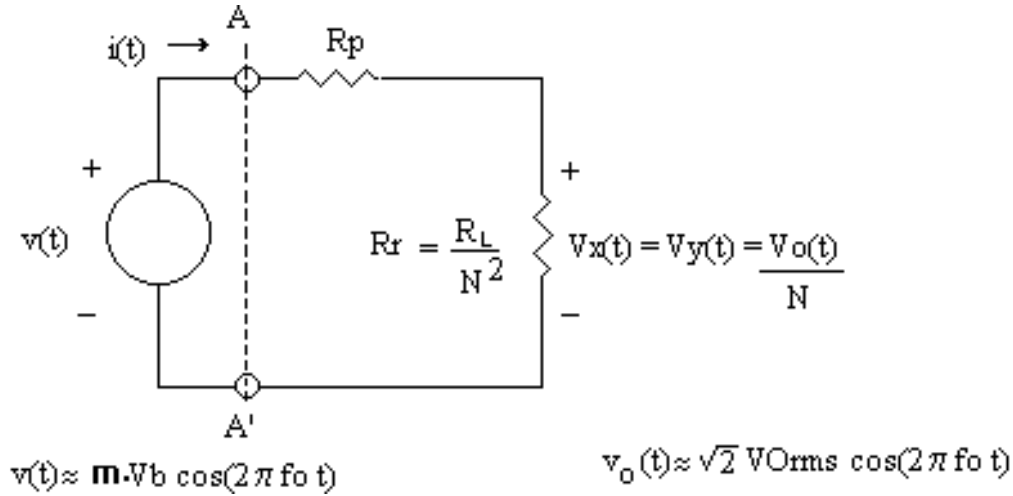 A
i(t) →
Rp
+
+
v(t)
Rr = R_L / N^2
Vx(t) = Vy(t) = Vo(t) / N
−
−
A'
v(t) ≈ m.Vb cos(2π fo t)
v_o(t) ≈ √2 VOrms cos(2π fo t)